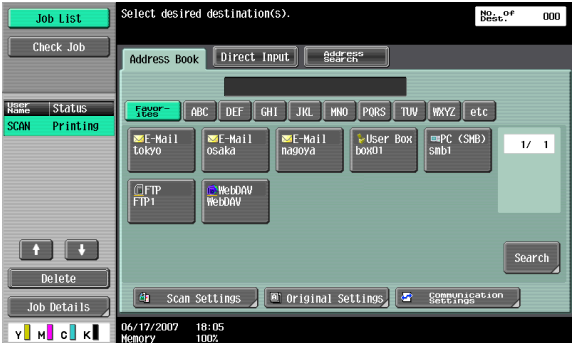 Job List
Check Job
User Name
Status
SCAN
Printing
Delete
Job Details
Y M C K
Select desired destination(s).
No. of Dest.
000
Address Book
Direct Input
Address Search
Favor-ites
ABC
DEF
GHI
JKL
MNO
PQRS
TUV
WXYZ
etc
E-Mail
tokyo
E-Mail
osaka
E-Mail
nagoya
User Box
box01
PC (SMB)
smb1
1/ 1
FTP
FTP1
WebDAV
WebDAV
Search
Scan Settings
Original Settings
Communication Settings
06/17/2007 18:05
Memory 100%